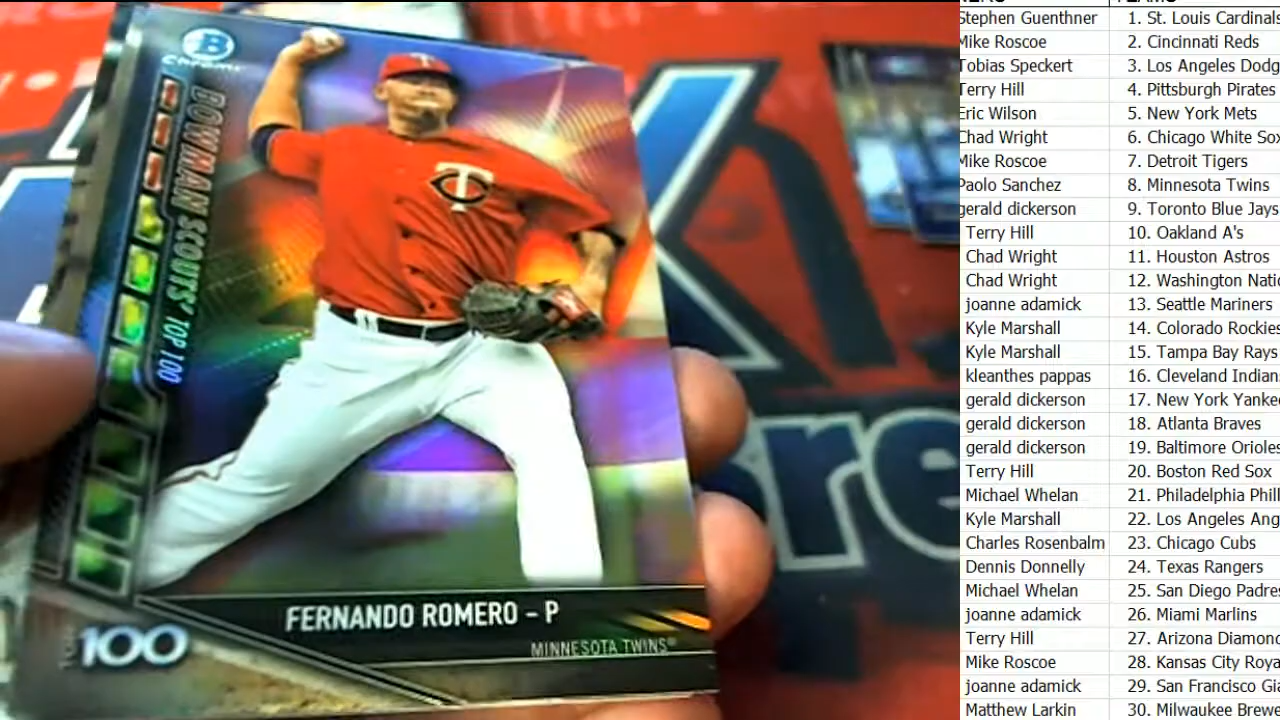 B
Chrome
BOWMAN SCOUTS' TOP 100
T
TC
FERNANDO ROMERO - P
MINNESOTA TWINS®
TOP 100
re
Stephen Guenthner 1. St. Louis Cardinals
Mike Roscoe 2. Cincinnati Reds
Tobias Speckert 3. Los Angeles Dodg
Terry Hill 4. Pittsburgh Pirates
Eric Wilson 5. New York Mets
Chad Wright 6. Chicago White Sox
Mike Roscoe 7. Detroit Tigers
Paolo Sanchez 8. Minnesota Twins
gerald dickerson 9. Toronto Blue Jays
Terry Hill 10. Oakland A's
Chad Wright 11. Houston Astros
Chad Wright 12. Washington Natio
joanne adamick 13. Seattle Mariners
Kyle Marshall 14. Colorado Rockies
Kyle Marshall 15. Tampa Bay Rays
kleanthes pappas 16. Cleveland Indian
gerald dickerson 17. New York Yanke
gerald dickerson 18. Atlanta Braves
gerald dickerson 19. Baltimore Orioles
Terry Hill 20. Boston Red Sox
Michael Whelan 21. Philadelphia Phill
Kyle Marshall 22. Los Angeles Ang
Charles Rosenbalm 23. Chicago Cubs
Dennis Donnelly 24. Texas Rangers
Michael Whelan 25. San Diego Padres
joanne adamick 26. Miami Marlins
Terry Hill 27. Arizona Diamond
Mike Roscoe 28. Kansas City Roya
joanne adamick 29. San Francisco Gia
Matthew Larkin 30. Milwaukee Brewe